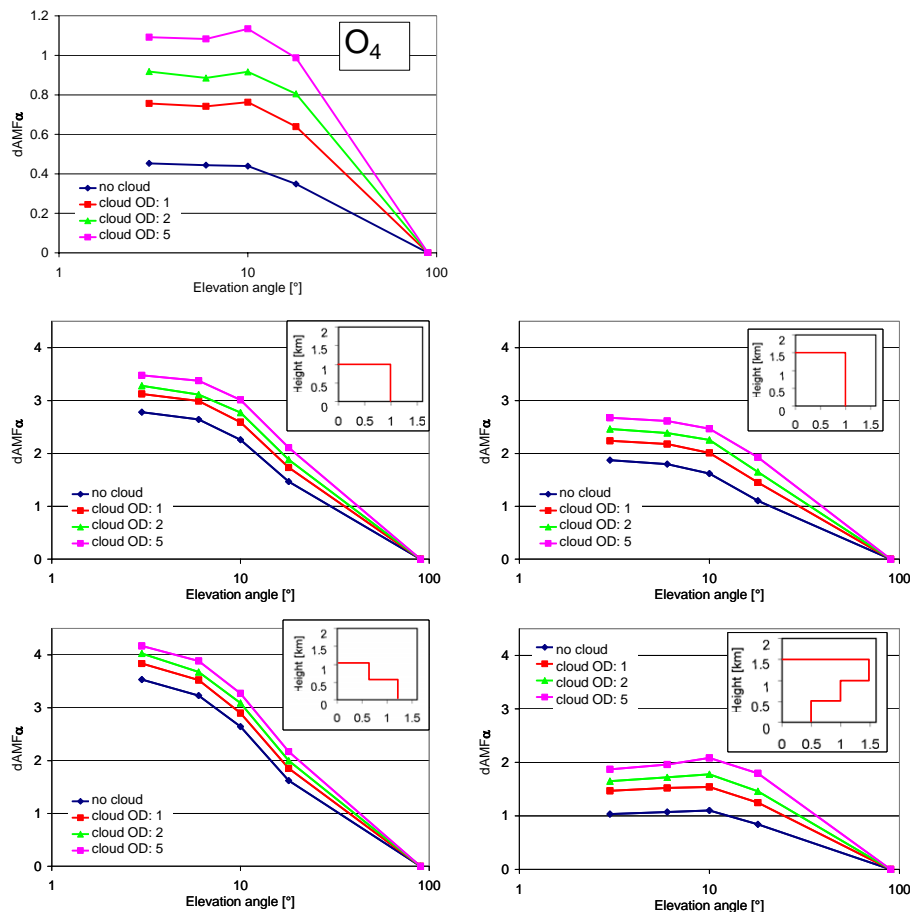 O4
1.2
1
0.8
0.6
0.4
0.2
0
dAMFα
no cloud
cloud OD: 1
cloud OD: 2
cloud OD: 5
1 10 100
Elevation angle [°]
4
3
2
1
0
dAMFα
Height [km]
2
1.5
1
0.5
0
0 0.5 1 1.5
no cloud
cloud OD: 1
cloud OD: 2
cloud OD: 5
1 10 100
Elevation angle [°]
4
3
2
1
0
dAMFα
Height [km]
2
1.5
1
0.5
0
0 0.5 1 1.5
no cloud
cloud OD: 1
cloud OD: 2
cloud OD: 5
1 10 100
Elevation angle [°]
4
3
2
1
0
dAMFα
Height [km]
2
1.5
1
0.5
0
0 0.5 1 1.5
no cloud
cloud OD: 1
cloud OD: 2
cloud OD: 5
1 10 100
Elevation angle [°]
4
3
2
1
0
dAMFα
no cloud
cloud OD: 1
cloud OD: 2
cloud OD: 5
Height [km]
2
1.5
1
0.5
0
0 0.5 1 1.5
1 10 100
Elevation angle [°]